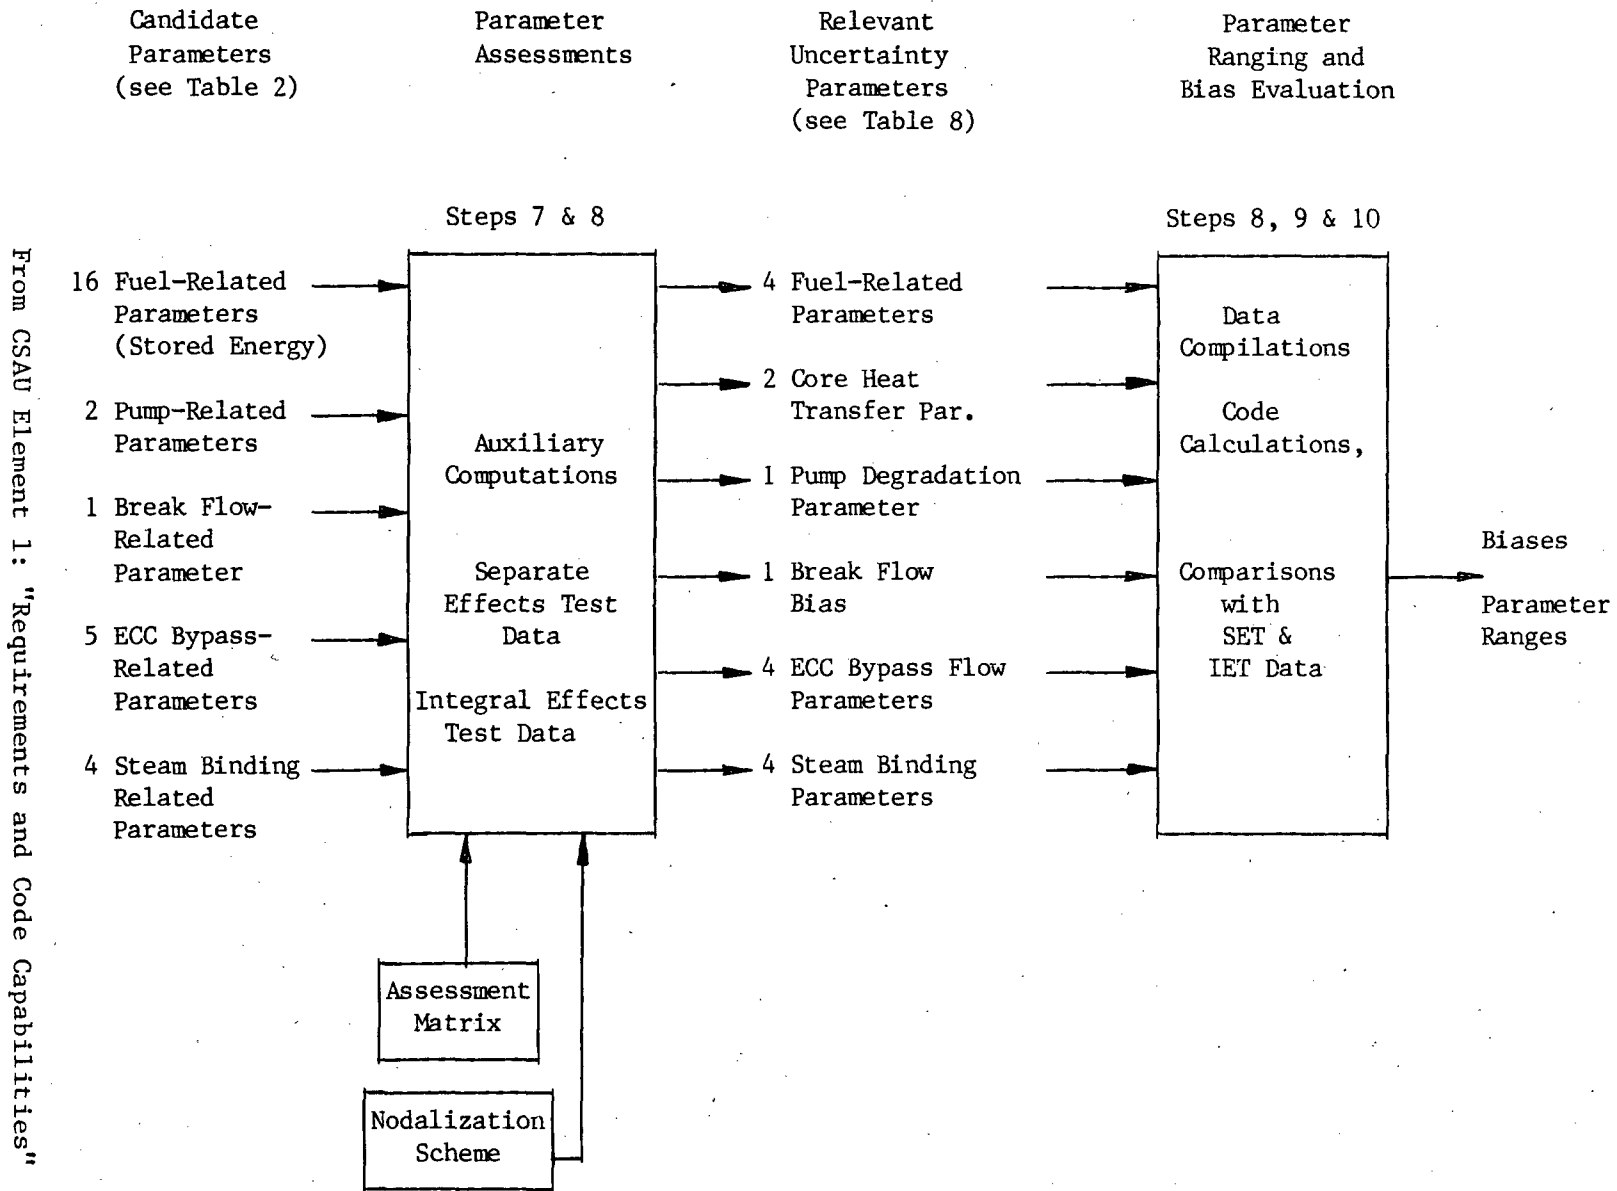 Candidate
Parameters
(see Table 2)
Parameter
Assessments
Relevant
Uncertainty
Parameters
(see Table 8)
Parameter
Ranging and
Bias Evaluation
From CSAU Element 1: "Requirements and Code Capabilities"
16 Fuel-Related
Parameters
(Stored Energy)
2 Pump-Related
Parameters
1 Break Flow-
Related
Parameter
5 ECC Bypass-
Related
Parameters
4 Steam Binding
Related
Parameters
Steps 7 & 8
Auxiliary
Computations
Separate
Effects Test
Data
Integral Effects
Test Data
Assessment
Matrix
Nodalization
Scheme
4 Fuel-Related
Parameters
2 Core Heat
Transfer Par.
1 Pump Degradation
Parameter
1 Break Flow
Bias
4 ECC Bypass Flow
Parameters
4 Steam Binding
Parameters
Steps 8, 9 & 10
Data
Compilations
Code
Calculations,
Comparisons
with
SET &
IET Data
Biases
Parameter
Ranges